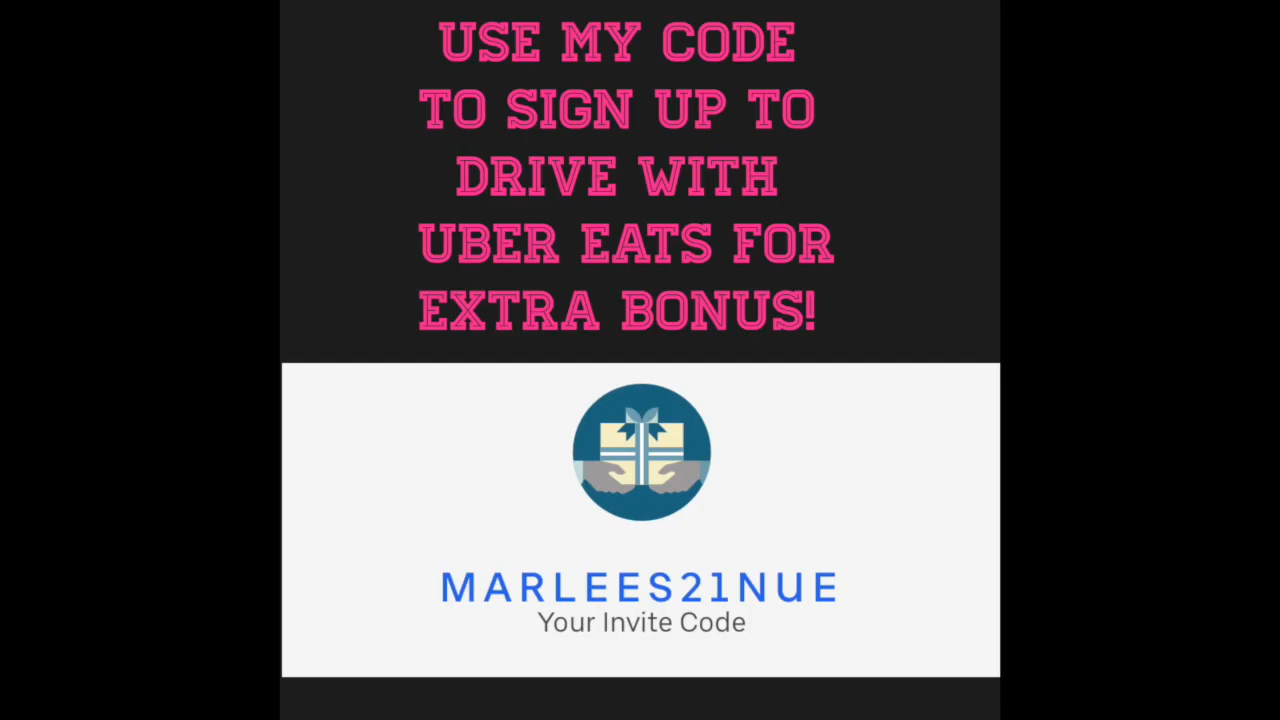 USE MY CODE
TO SIGN UP TO
DRIVE WITH
UBER EATS FOR
EXTRA BONUS!
MARLEES21NUE
Your Invite Code